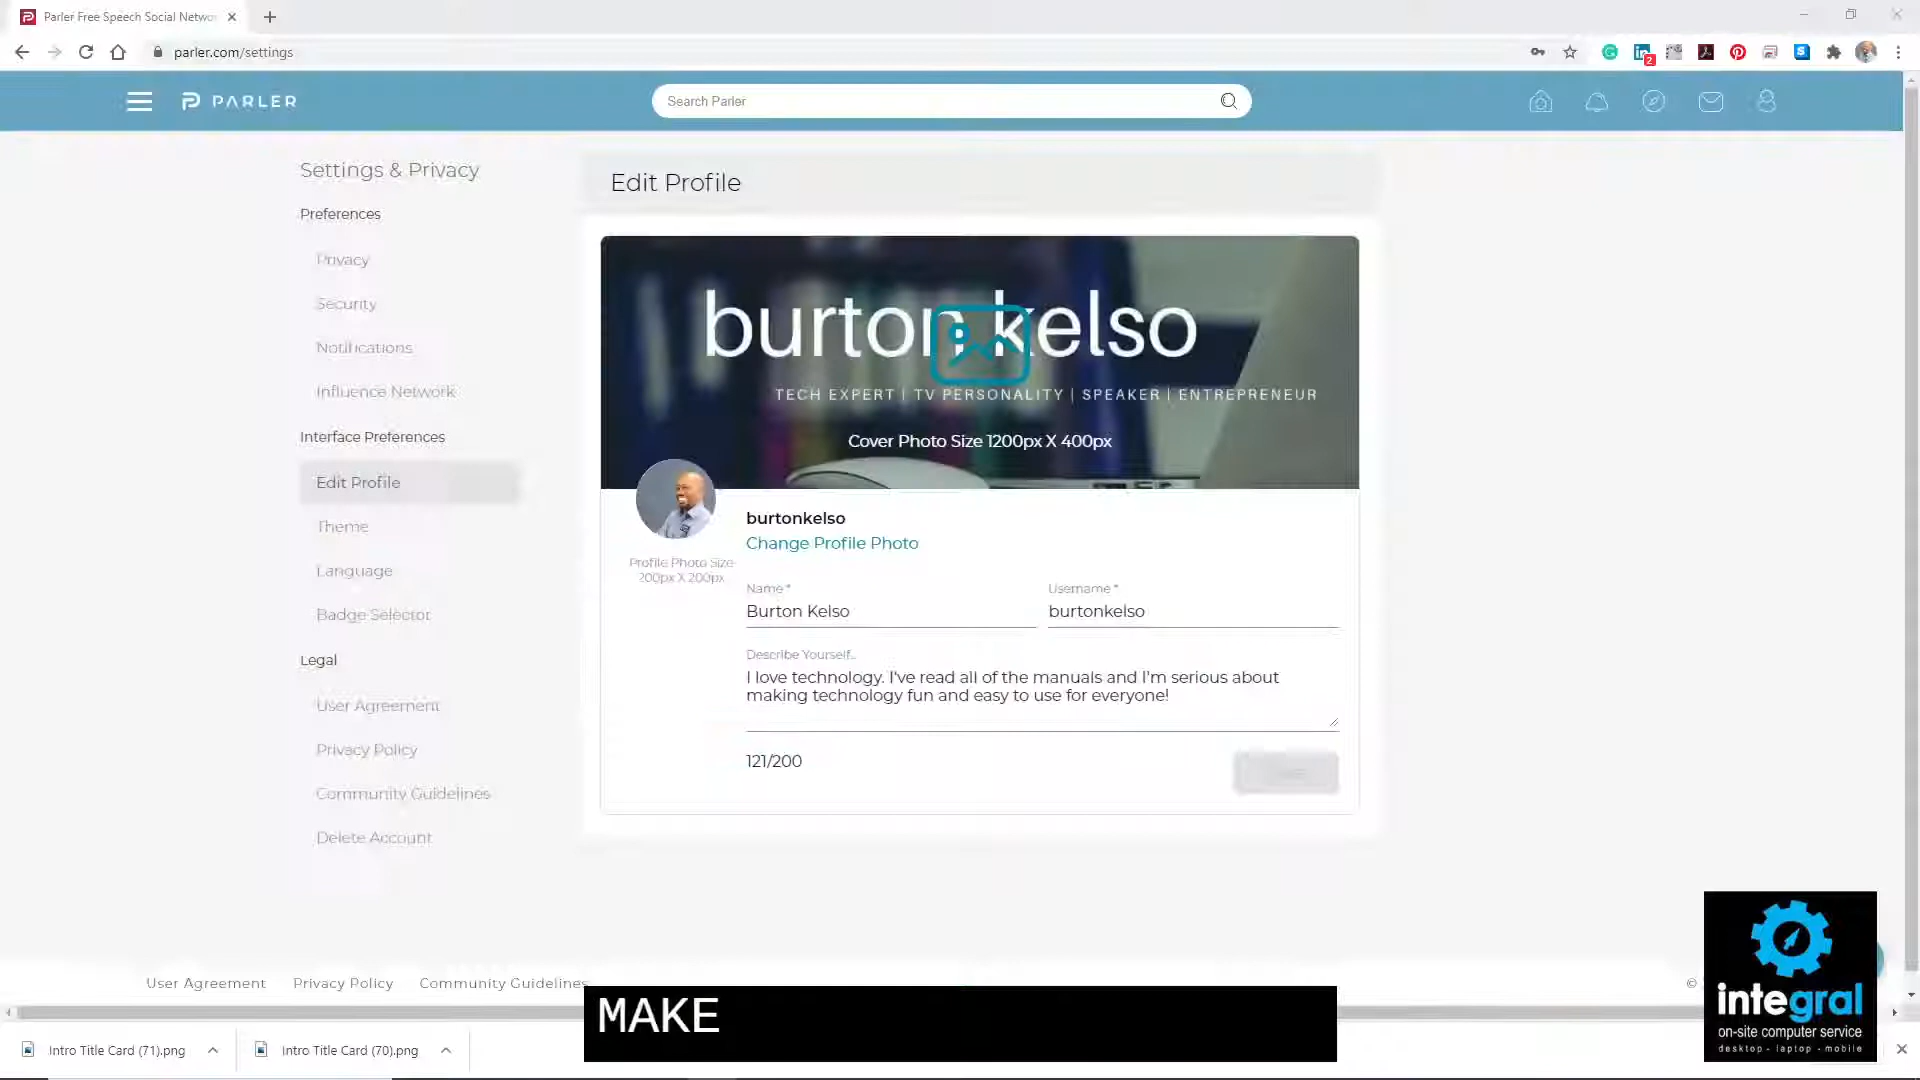 Parler Free Speech Social Netwo
parler.com/settings
2
PARLER
Search Parler
Settings & Privacy
Preferences
Privacy
Security
Notifications
Influence Network
Interface Preferences
Edit Profile
Theme
Language
Badge Selector
Legal
User Agreement
Privacy Policy
Community Guidelines
Delete Account
Edit Profile
burton kelso
TECH EXPERT | TV PERSONALITY | SPEAKER | ENTREPRENEUR
Cover Photo Size 1200px X 400px
burtonkelso
Change Profile Photo
Profile Photo Size
200px X 200px
Name *
Burton Kelso
Username *
burtonkelso
Describe Yourself...
I love technology. I've read all of the manuals and I'm serious about
making technology fun and easy to use for everyone!
121/200
User Agreement Privacy Policy Community Guidelines
©
MAKE
integral
on-site computer service
desktop - laptop - mobile
Intro Title Card (71).png
Intro Title Card (70).png